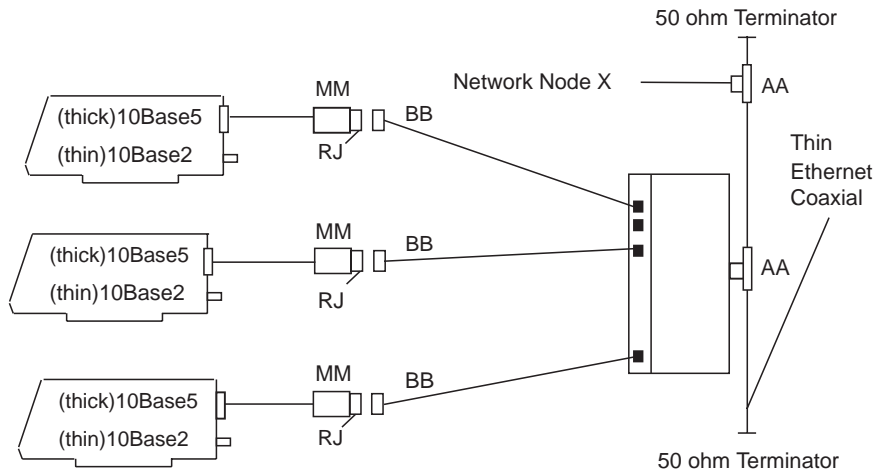 50 ohm Terminator
Network Node X
AA
MM
BB
RJ
(thick)10Base5
(thin)10Base2
Thin
Ethernet
Coaxial
MM
BB
RJ
(thick)10Base5
(thin)10Base2
AA
MM
BB
RJ
(thick)10Base5
(thin)10Base2
50 ohm Terminator